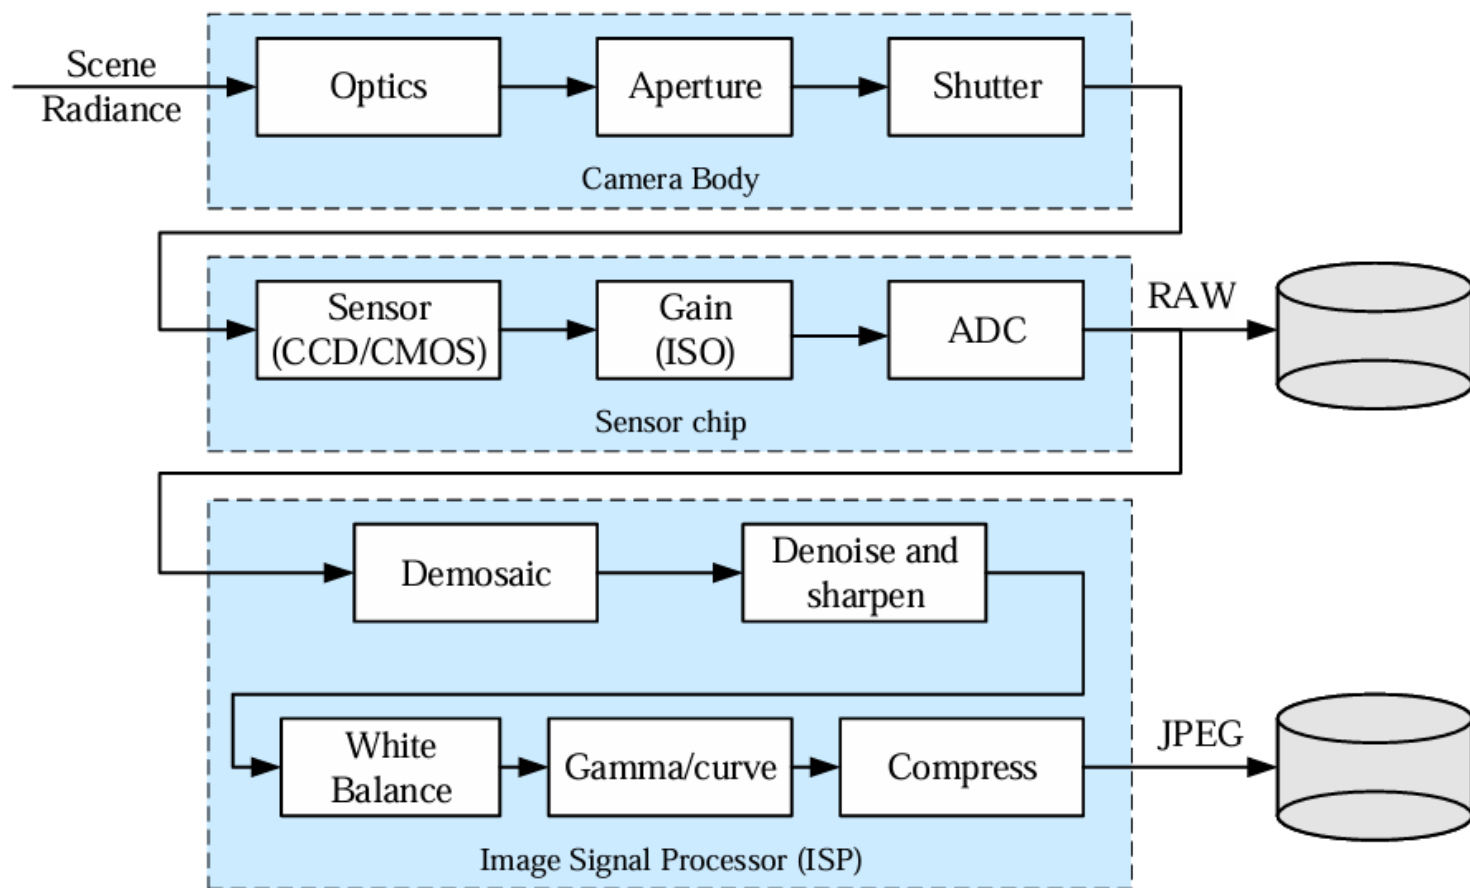 Scene
Radiance
Optics
Aperture
Shutter
Camera Body
Sensor
(CCD/CMOS)
Gain
(ISO)
ADC
RAW
Sensor chip
Demosaic
Denoise and
sharpen
White
Balance
Gamma/curve
Compress
JPEG
Image Signal Processor (ISP)